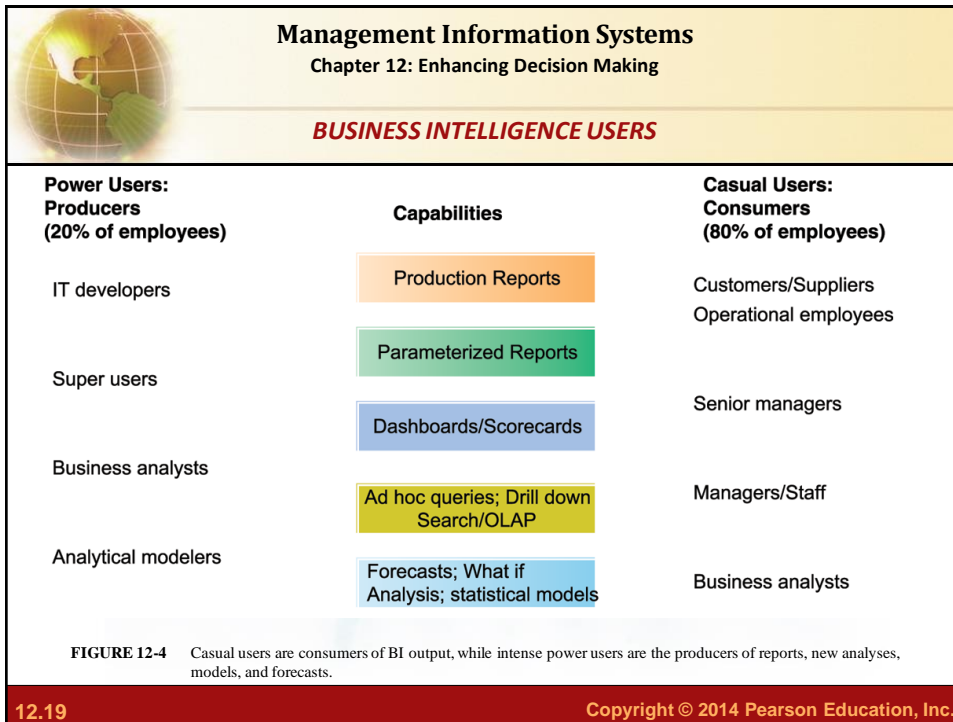 Management Information Systems
Chapter 12: Enhancing Decision Making
BUSINESS INTELLIGENCE USERS
Power Users:
Producers
(20% of employees)
IT developers
Super users
Business analysts
Analytical modelers
Capabilities
Production Reports
Parameterized Reports
Dashboards/Scorecards
Ad hoc queries; Drill down
Search/OLAP
Forecasts; What if
Analysis; statistical models
Casual Users:
Consumers
(80% of employees)
Customers/Suppliers
Operational employees
Senior managers
Managers/Staff
Business analysts
FIGURE 12-4 Casual users are consumers of BI output, while intense power users are the producers of reports, new analyses,
models, and forecasts.
12.19 Copyright © 2014 Pearson Education, Inc.